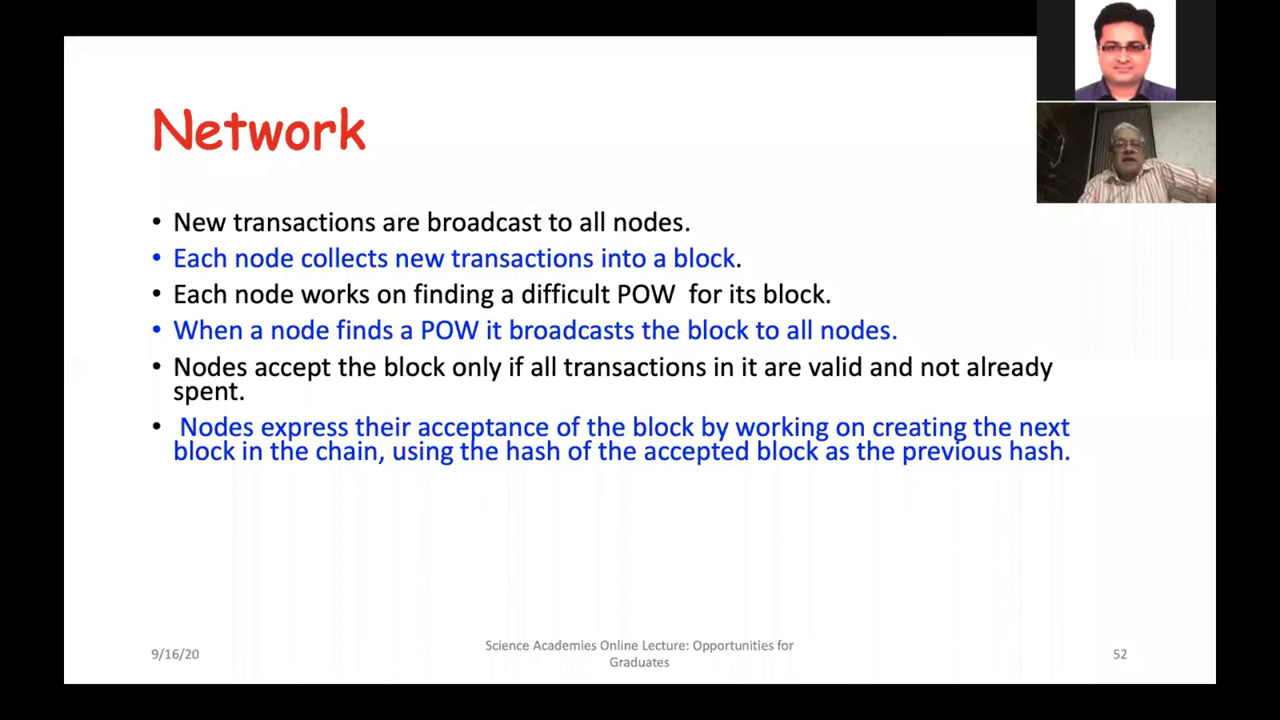 Network
• New transactions are broadcast to all nodes.
• Each node collects new transactions into a block.
• Each node works on finding a difficult POW for its block.
• When a node finds a POW it broadcasts the block to all nodes.
• Nodes accept the block only if all transactions in it are valid and not already
spent.
• Nodes express their acceptance of the block by working on creating the next
block in the chain, using the hash of the accepted block as the previous hash.
9/16/20
Science Academies Online Lecture: Opportunities for
Graduates
52